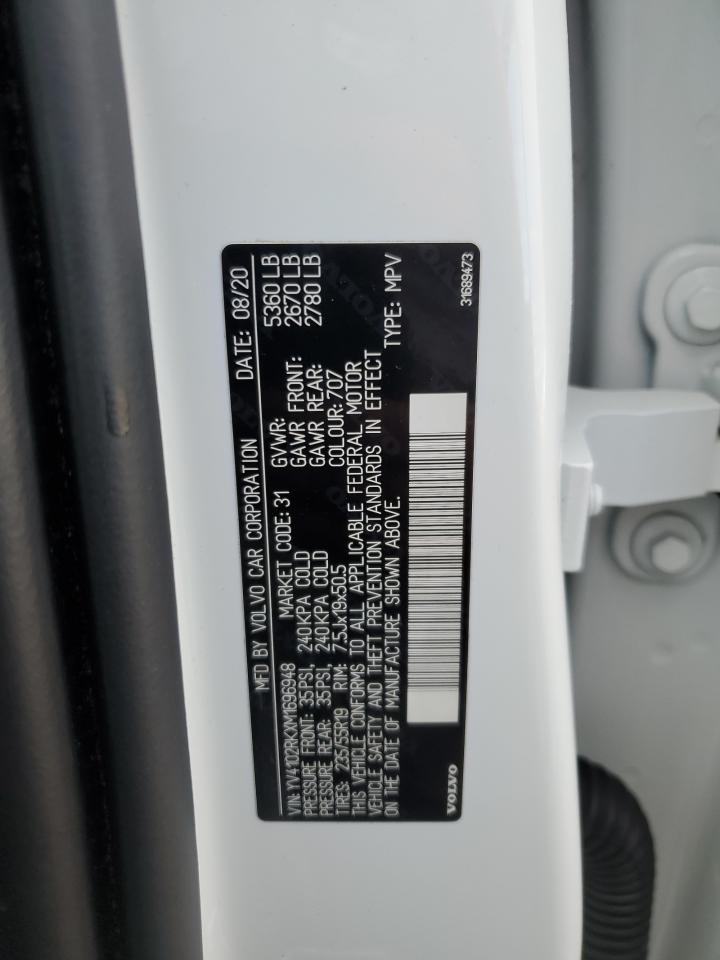 MFD BY VOLVO CAR CORPORATION DATE: 08/20
VIN: YV4102RKXM1696948 MARKET CODE: 31 GVWR: 5360 LB
PRESSURE FRONT: 35PSI, 240KPA COLD GAWR FRONT: 2670 LB
PRESSURE REAR: 35PSI, 240KPA COLD GAWR REAR: 2780 LB
TIRES: 235/55R19 RIM: 7.5Jx19x50.5 COLOUR: 707
THIS VEHICLE CONFORMS TO ALL APPLICABLE FEDERAL MOTOR
VEHICLE SAFETY AND THEFT PREVENTION STANDARDS IN EFFECT
ON THE DATE OF MANUFACTURE SHOWN ABOVE. TYPE: MPV
VOLVO 31689473